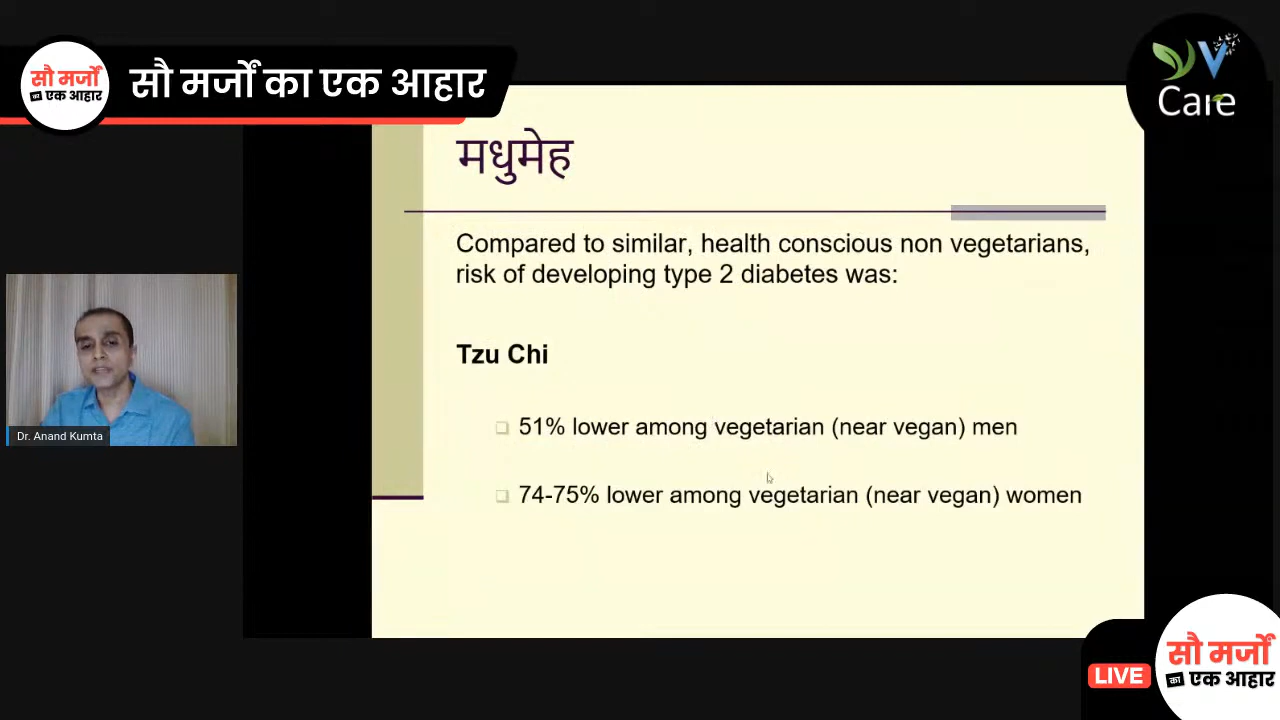 सौ मर्जों
का एक आहार
सौ मर्जों का एक आहार
V
Care
मधुमेह
Compared to similar, health conscious non vegetarians,
risk of developing type 2 diabetes was:
Tzu Chi
51% lower among vegetarian (near vegan) men
74-75% lower among vegetarian (near vegan) women
Dr. Anand Kumta
LIVE
सौ मर्जों
का एक आहार